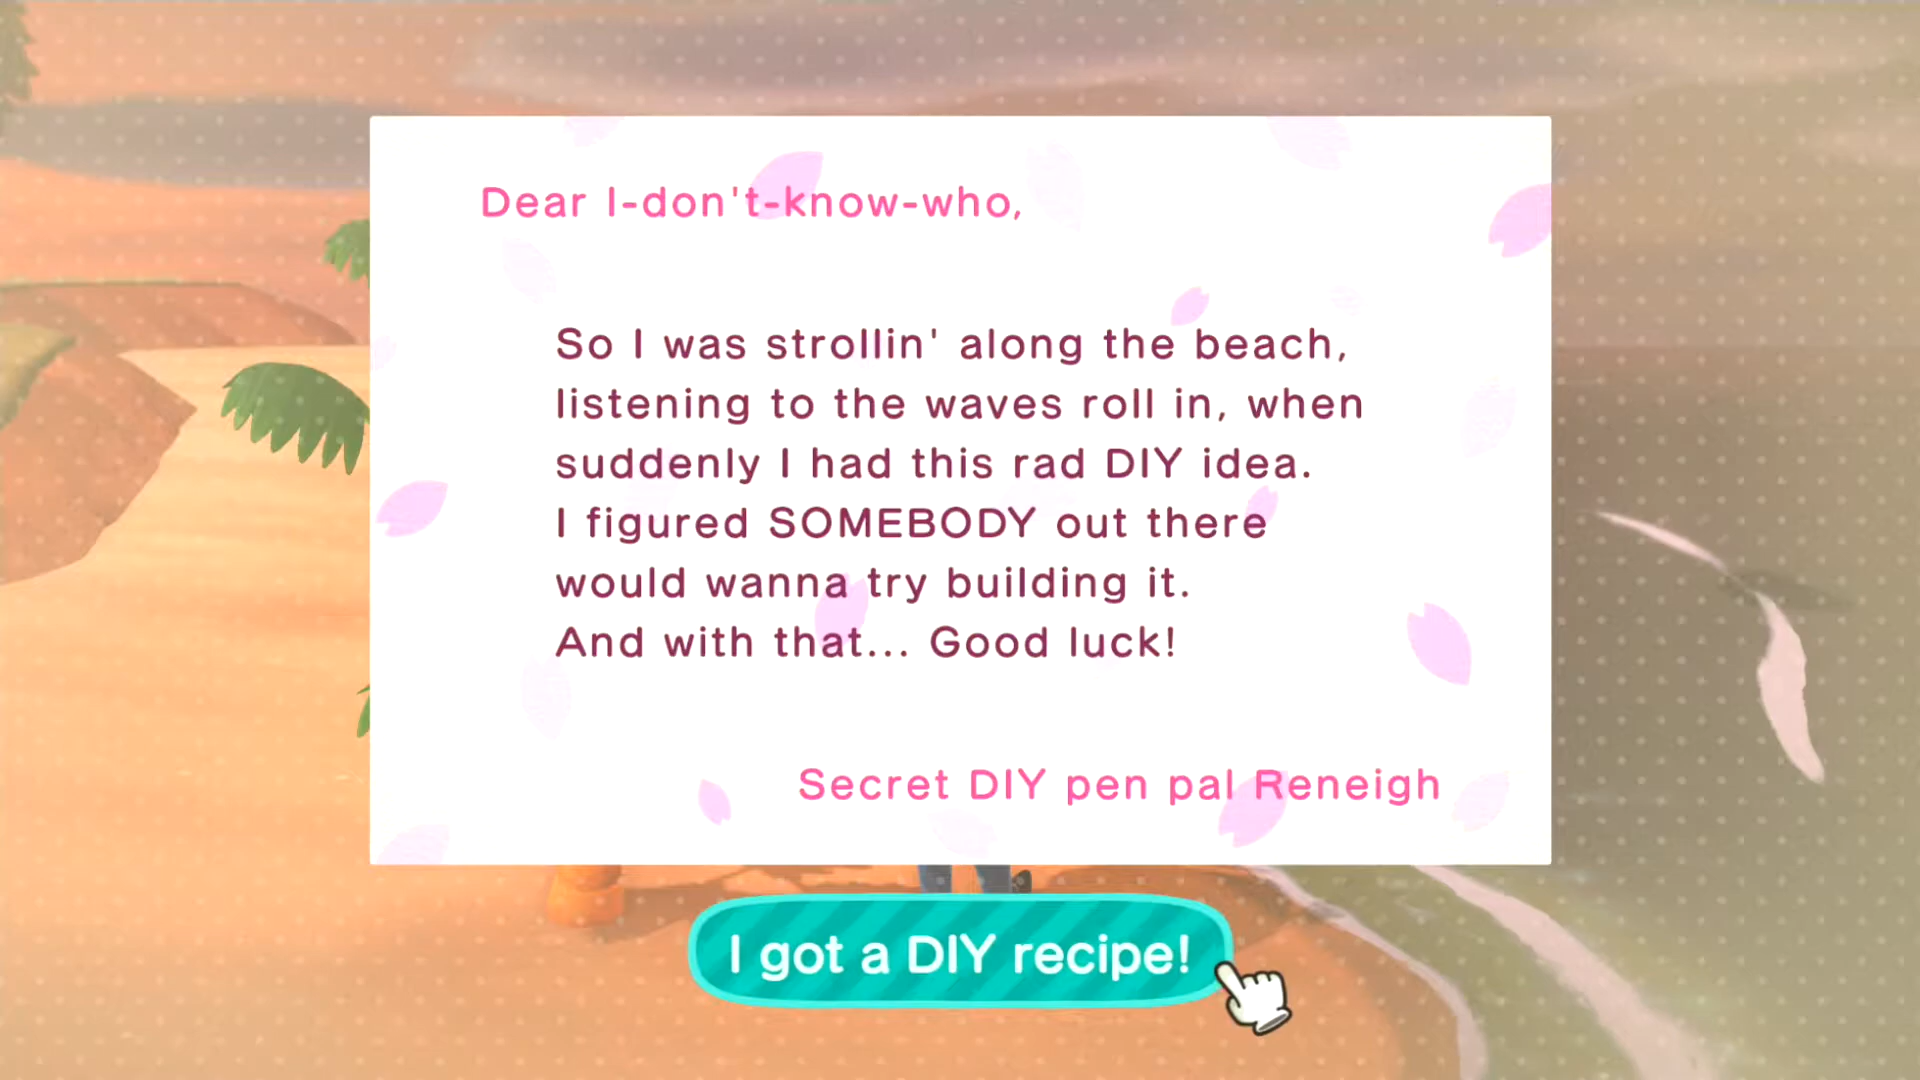 Dear I-don't-know-who,
So I was strollin' along the beach,
listening to the waves roll in, when
suddenly I had this rad DIY idea.
I figured SOMEBODY out there
would wanna try building it.
And with that... Good luck!
Secret DIY pen pal Reneigh
I got a DIY recipe!